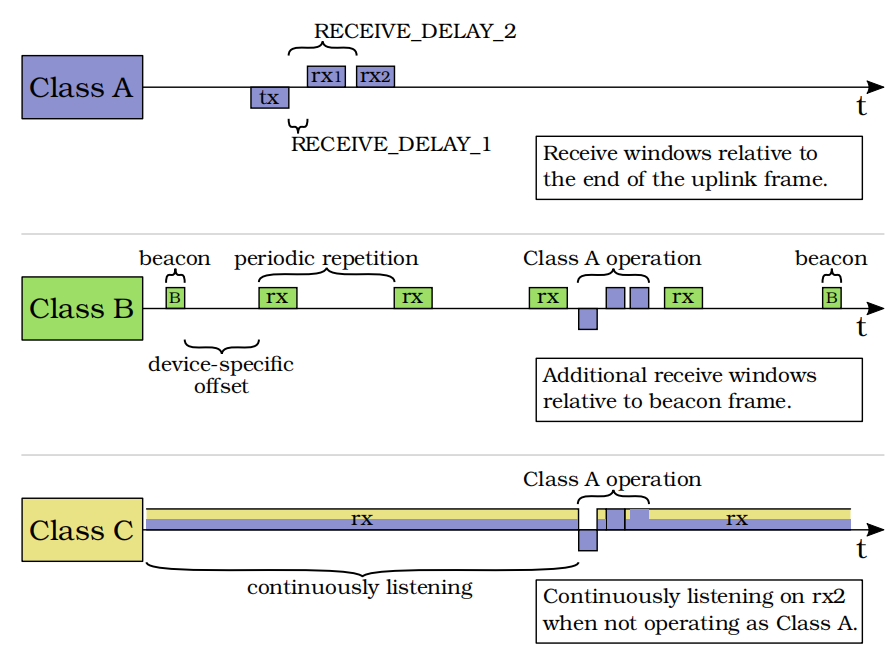 RECEIVE_DELAY_2
Class A
rx1
rx2
tx
t
RECEIVE_DELAY_1
Receive windows relative to
the end of the uplink frame.
beacon
periodic repetition
Class A operation
beacon
Class B
B
rx
rx
rx
rx
B
t
device-specific
offset
Additional receive windows
relative to beacon frame.
Class A operation
Class C
rx
rx
t
continuously listening
Continuously listening on rx2
when not operating as Class A.